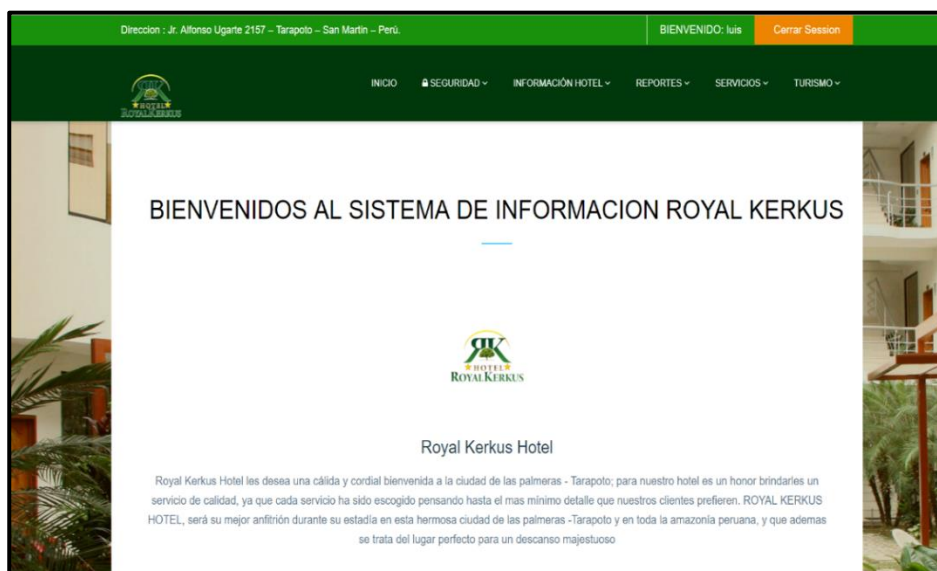 Direccion : Jr. Alfonso Ugarte 2157 – Tarapoto – San Martin – Perú.
BIENVENIDO: luis
Cerrar Session
RK
HOTEL
ROYAL KERKUS
INICIO
SEGURIDAD
INFORMACIÓN HOTEL
REPORTES
SERVICIOS
TURISMO
BIENVENIDOS AL SISTEMA DE INFORMACION ROYAL KERKUS
RK
HOTEL
ROYAL KERKUS
Royal Kerkus Hotel
Royal Kerkus Hotel les desea una cálida y cordial bienvenida a la ciudad de las palmeras - Tarapoto; para nuestro hotel es un honor brindarles un
servicio de calidad, ya que cada servicio ha sido escogido pensando hasta el mas mínimo detalle que nuestros clientes prefieren. ROYAL KERKUS
HOTEL, será su mejor anfitrión durante su estadía en esta hermosa ciudad de las palmeras -Tarapoto y en toda la amazonía peruana, y que ademas
se trata del lugar perfecto para un descanso majestuoso